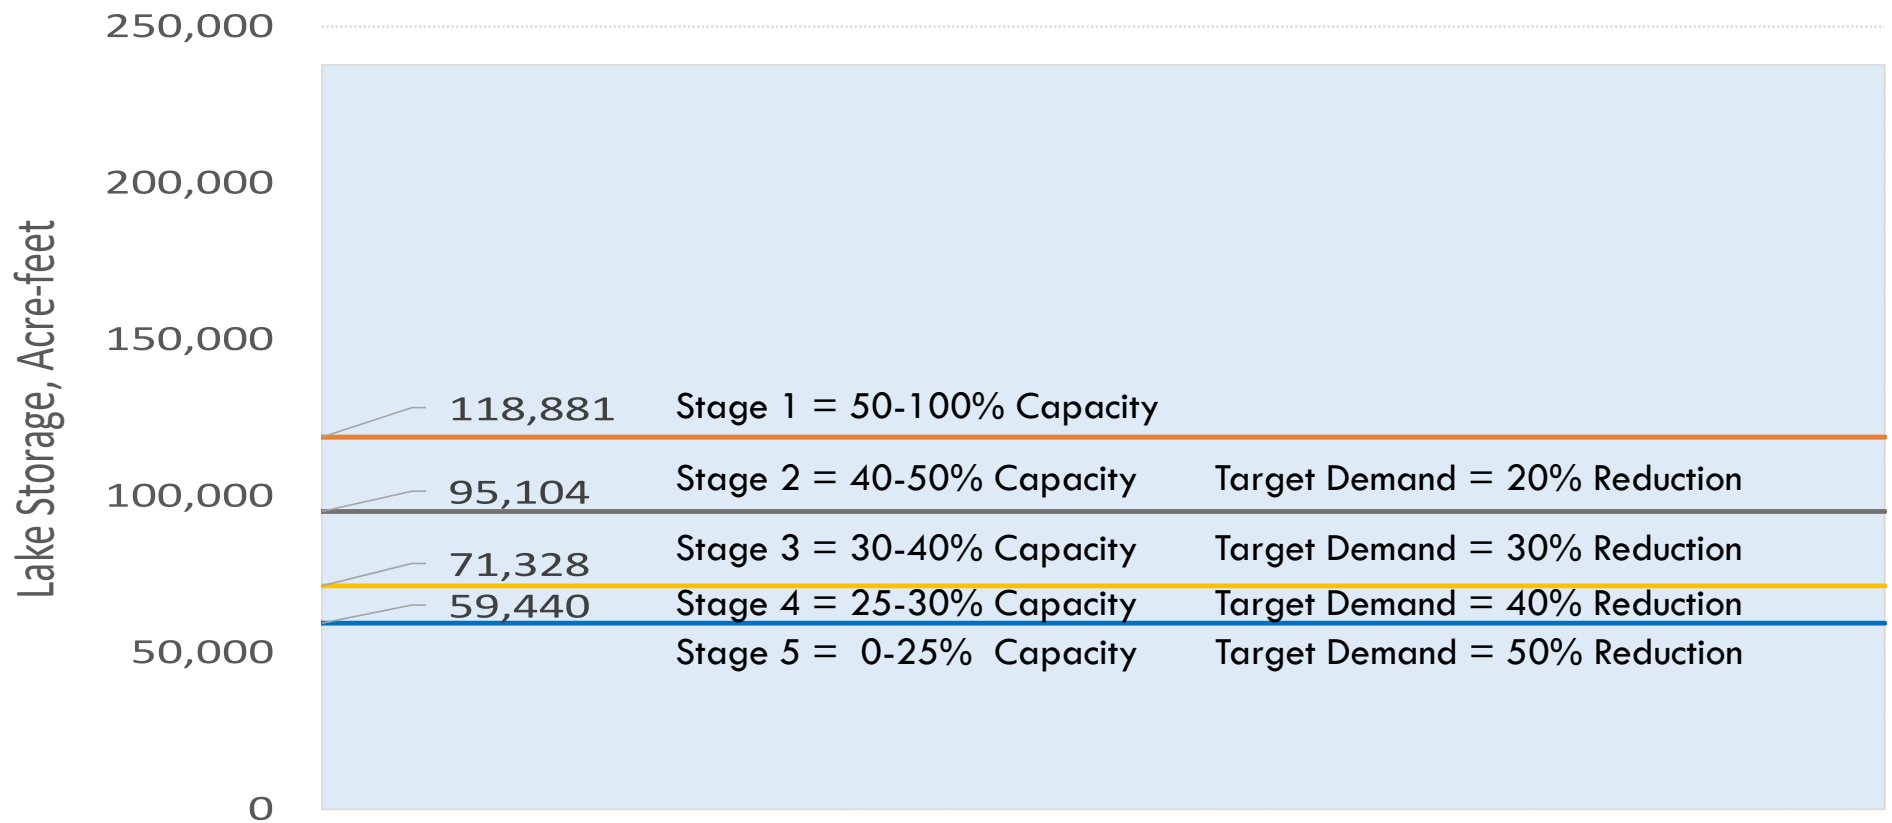 250,000
200,000
150,000
100,000
50,000
0
Lake Storage, Acre-feet
118,881 Stage 1 = 50-100% Capacity
95,104 Stage 2 = 40-50% Capacity Target Demand = 20% Reduction
71,328 Stage 3 = 30-40% Capacity Target Demand = 30% Reduction
59,440 Stage 4 = 25-30% Capacity Target Demand = 40% Reduction
Stage 5 = 0-25% Capacity Target Demand = 50% Reduction